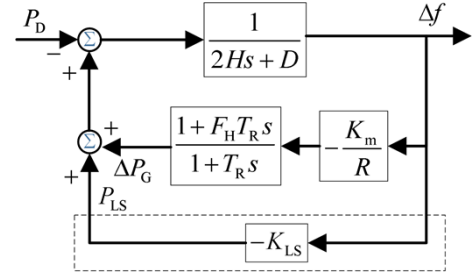 P_D
Δf
−
Σ
1
2Hs + D
+
Σ
+
ΔP_G
1 + F_H T_R s
1 + T_R s
− K_m
R
+
P_LS
−K_LS